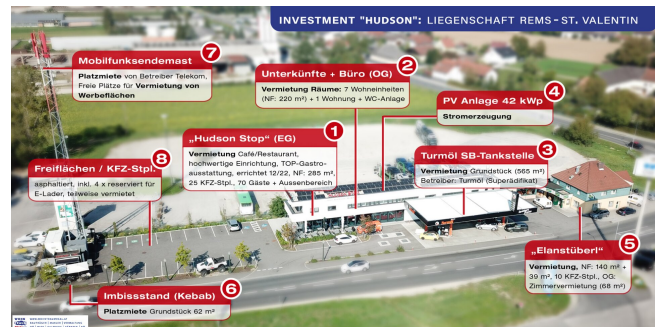 INVESTMENT "HUDSON": LIEGENSCHAFT REMS - ST. VALENTIN
7
Mobilfunksendemast
Platzmiete von Betreiber Telekom,
Freie Plätze für Vermietung von
Werbeflächen
2
Unterkünfte + Büro (OG)
Vermietung Räume: 7 Wohneinheiten
(NF: 220 m²) + 1 Wohnung + WC-Anlage
4
PV Anlage 42 kWp
Stromerzeugung
1
„Hudson Stop“ (EG)
Vermietung Café/Restaurant,
hochwertige Einrichtung, TOP-Gastro-
ausstattung, errichtet 12/22, NF: 285 m²,
25 KFZ-Stpl., 70 Gäste + Aussenbereich
3
Turmöl SB-Tankstelle
Vermietung Grundstück (565 m²)
Betreiber: Turmöl (Superädifikat)
8
Freiflächen / KFZ-Stpl.
asphaltiert, inkl. 4 x reserviert für
E-Lader, teilweise vermietet
5
„Elanstüberl“
Vermietung, NF: 140 m² +
39 m², 10 KFZ-Stpl., OG:
Zimmervermietung (68 m²)
6
Imbissstand (Kebab)
Platzmiete Grundstück 62 m²